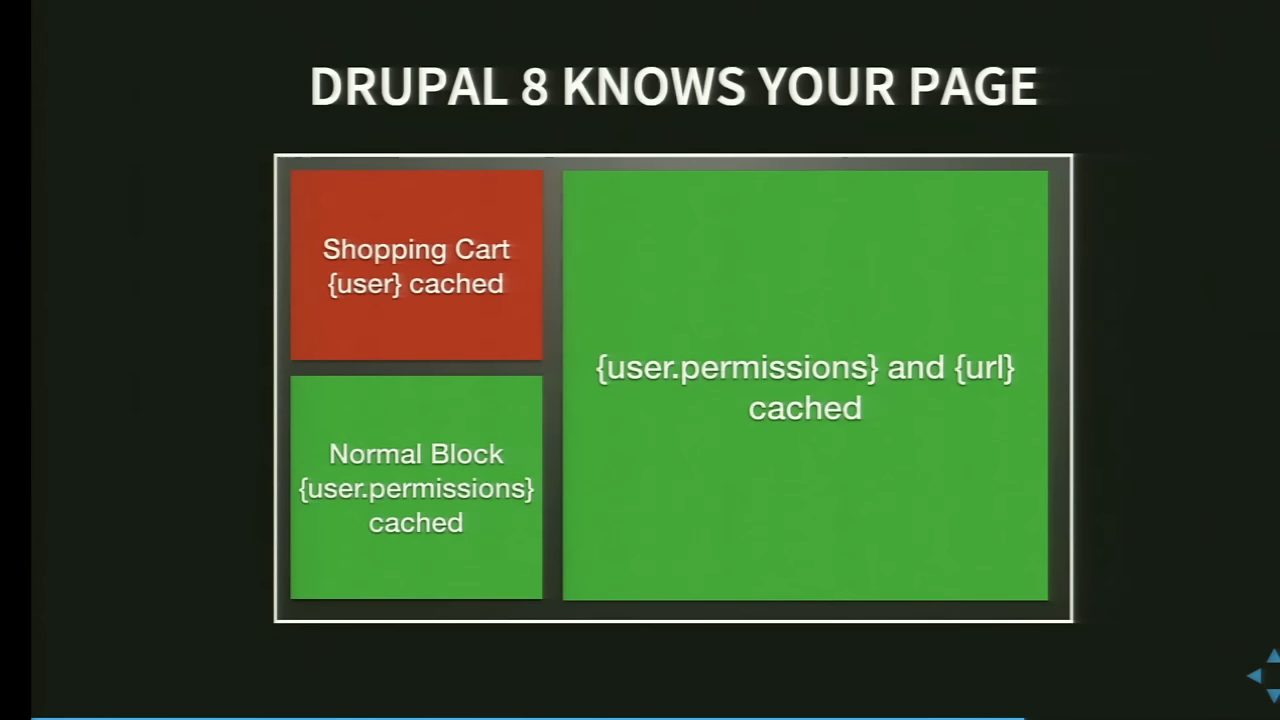 DRUPAL 8 KNOWS YOUR PAGE
Shopping Cart
{user} cached
Normal Block
{user.permissions}
cached
{user.permissions} and {url}
cached